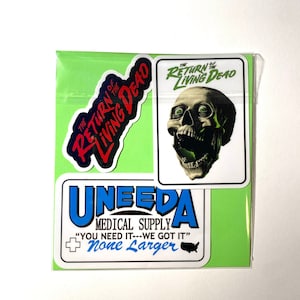 THE
RETURN OF THE
LIVING DEAD
THE
RETURN OF THE
LIVING DEAD
UNEEDA
MEDICAL SUPPLY
"YOU NEED IT---WE GOT IT"
None Larger